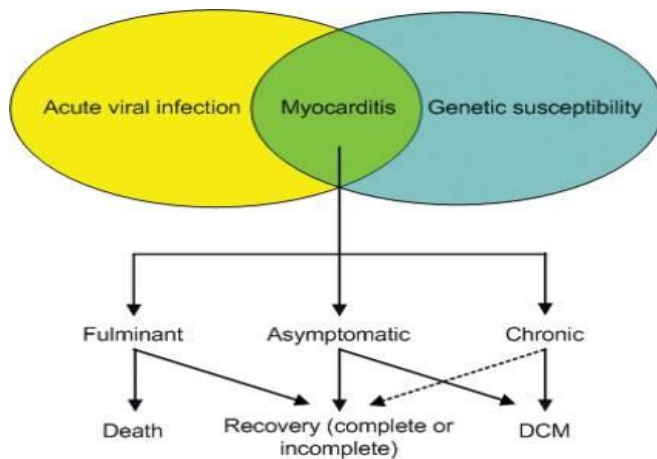 Acute viral infection Myocarditis Genetic susceptibility
Fulminant Asymptomatic Chronic
Death Recovery (complete or incomplete) DCM